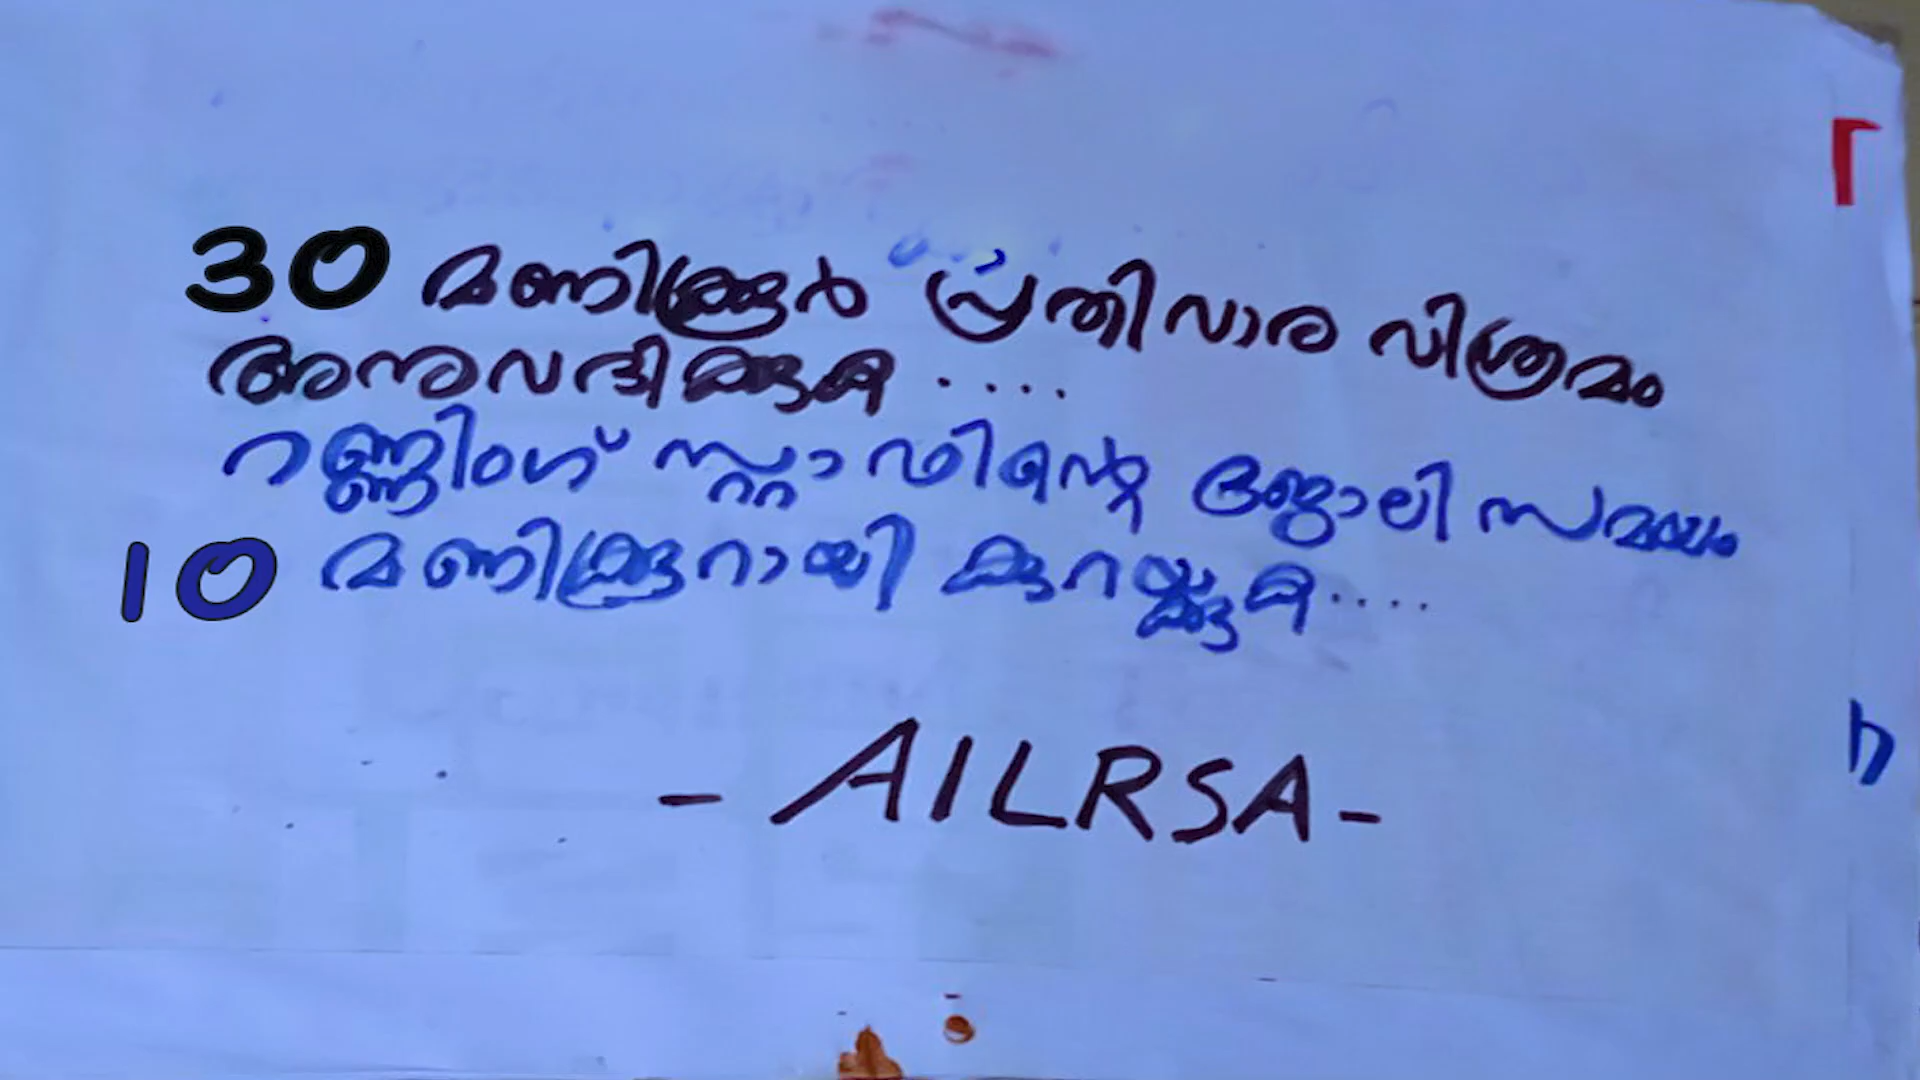 30 മണിക്കൂർ പ്രതിവാര വിശ്രമം
അനുവദിക്കുക ....
റണ്ണിംഗ് സ്റ്റാഫിന്റെ ജോലി സമയം
10 മണിക്കൂറായി കുറയ്ക്കുക ....
- AILRSA -